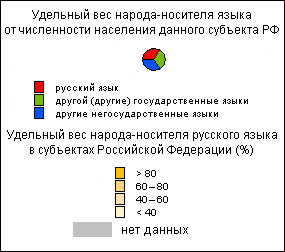 Удельный вес народа-носителя языка
от численности населения данного субъекта РФ
русский язык
другой (другие) государственные языки
другие негосударственные языки
Удельный вес народа-носителя русского языка
в субъектах Российской Федерации (%)
> 80
60 – 80
40 – 60
< 40
нет данных